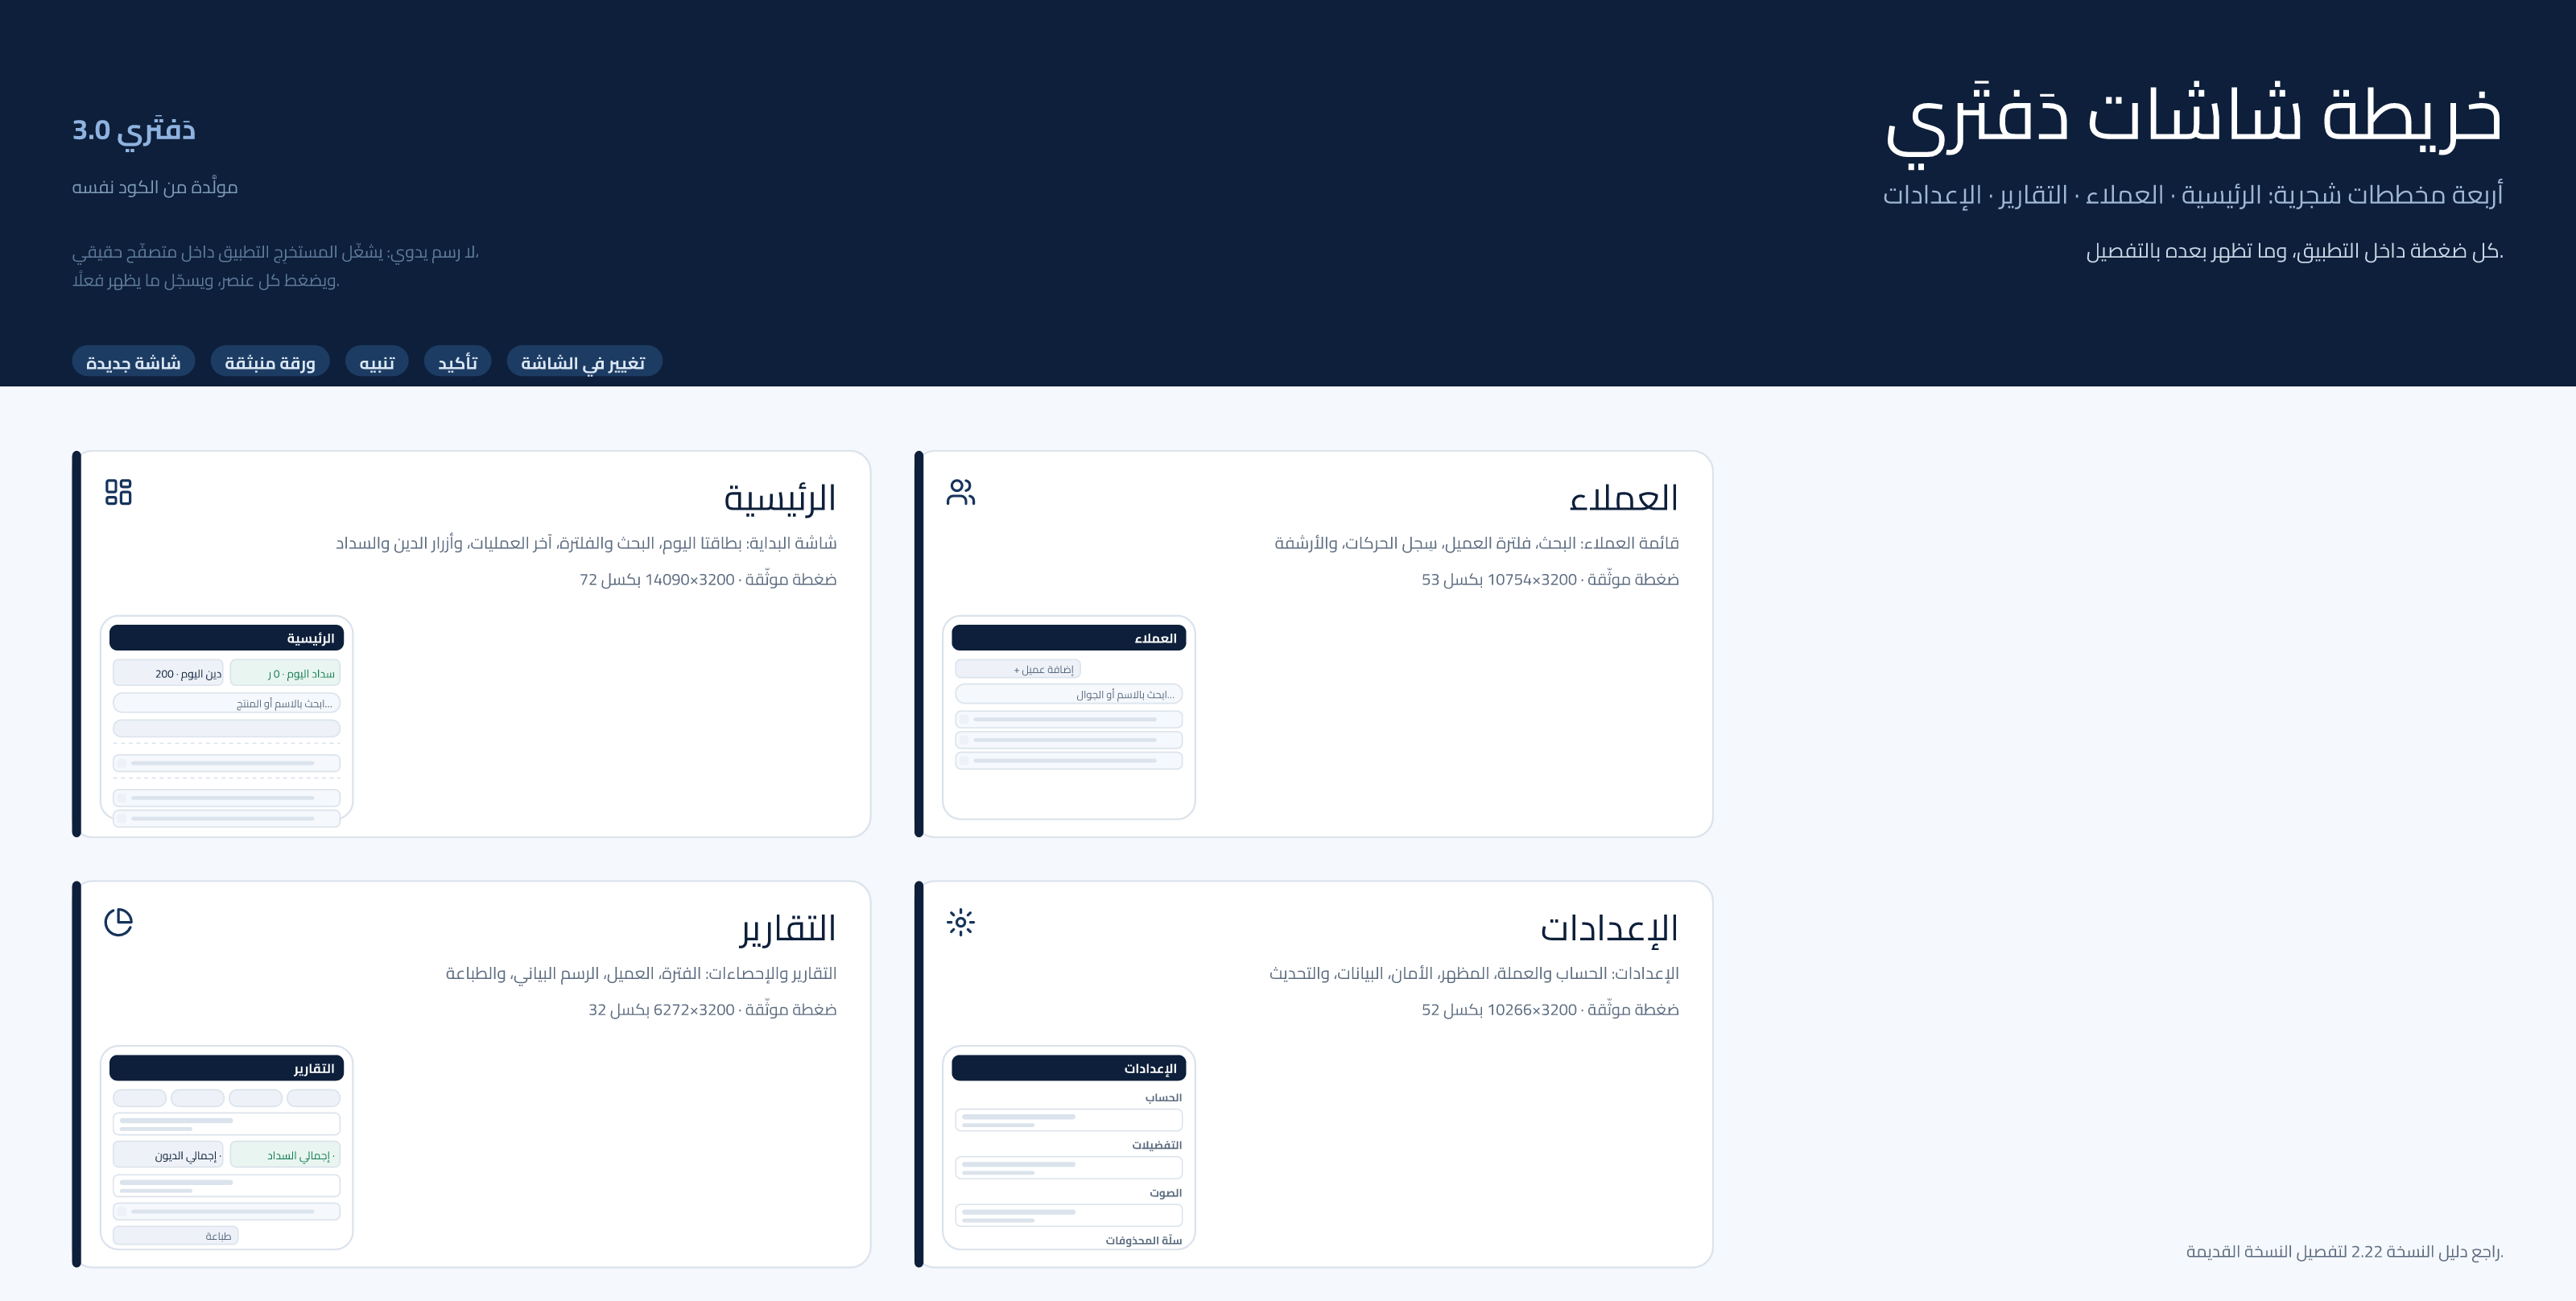 خريطة شاشات دَفتَري
أربعة مخططات شجرية: الرئيسية · العملاء · التقارير · الإعدادات
كل ضغطة داخل التطبيق، وما تظهر بعده بالتفصيل.
دَفتَري 3.0
مولَّدة من الكود نفسه
لا رسم يدوي: يشغّل المستخرِج التطبيق داخل متصفّح حقيقي،
ويضغط كل عنصر، ويسجّل ما يظهر فعلًا.
تغيير في الشاشة
تأكيد
تنبيه
ورقة منبثقة
شاشة جديدة
العملاء
قائمة العملاء: البحث، فلترة العميل، سِجل الحركات، والأرشفة
ضغطة موثّقة · 3200×10754 بكسل 53
العملاء
إضافة عميل +
ابحث بالاسم أو الجوال...
الرئيسية
شاشة البداية: بطاقتا اليوم، البحث والفلترة، آخر العمليات، وأزرار الدين والسداد
ضغطة موثّقة · 3200×14090 بكسل 72
الرئيسية
سداد اليوم · 0 ر
دين اليوم · 200
ابحث بالاسم أو المنتج...
الإعدادات
الإعدادات: الحساب والعملة، المظهر، الأمان، البيانات، والتحديث
ضغطة موثّقة · 3200×10266 بكسل 52
الإعدادات
الحساب
التفضيلات
الصوت
سلّة المحذوفات
التقارير
التقارير والإحصاءات: الفترة، العميل، الرسم البياني، والطباعة
ضغطة موثّقة · 3200×6272 بكسل 32
التقارير
· إجمالي السداد
· إجمالي الديون
طباعة
راجع دليل النسخة 2.22 لتفصيل النسخة القديمة.